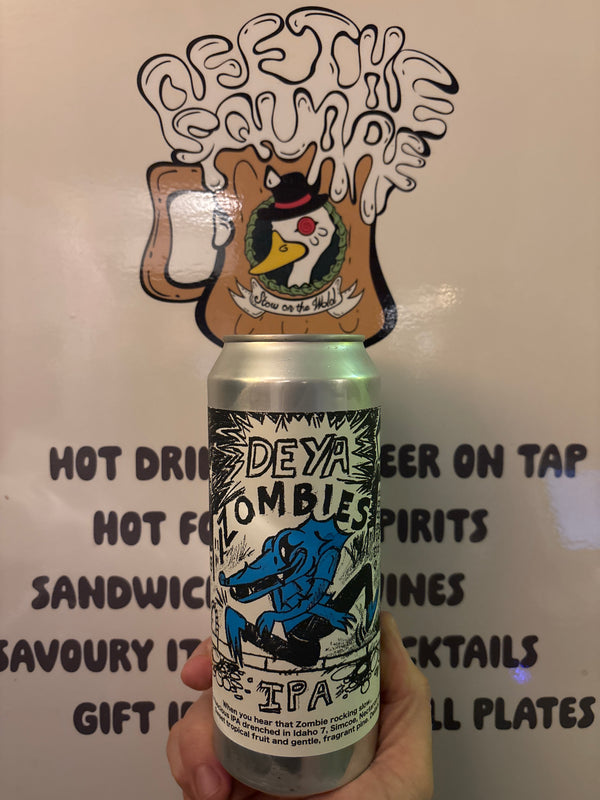 OFF THE
SQUARE
Stow on the Wold
HOT DRI EER ON TAP
HOT FO PIRITS
SANDWIC INES
SAVOURY IT CKTAILS
GIFT I LL PLATES
DEYA
ZOMBIES
IPA
When you hear that Zombie rocking slow
IPA drenched in Idaho 7, Simcoe,
tropical fruit and gentle, fragrant